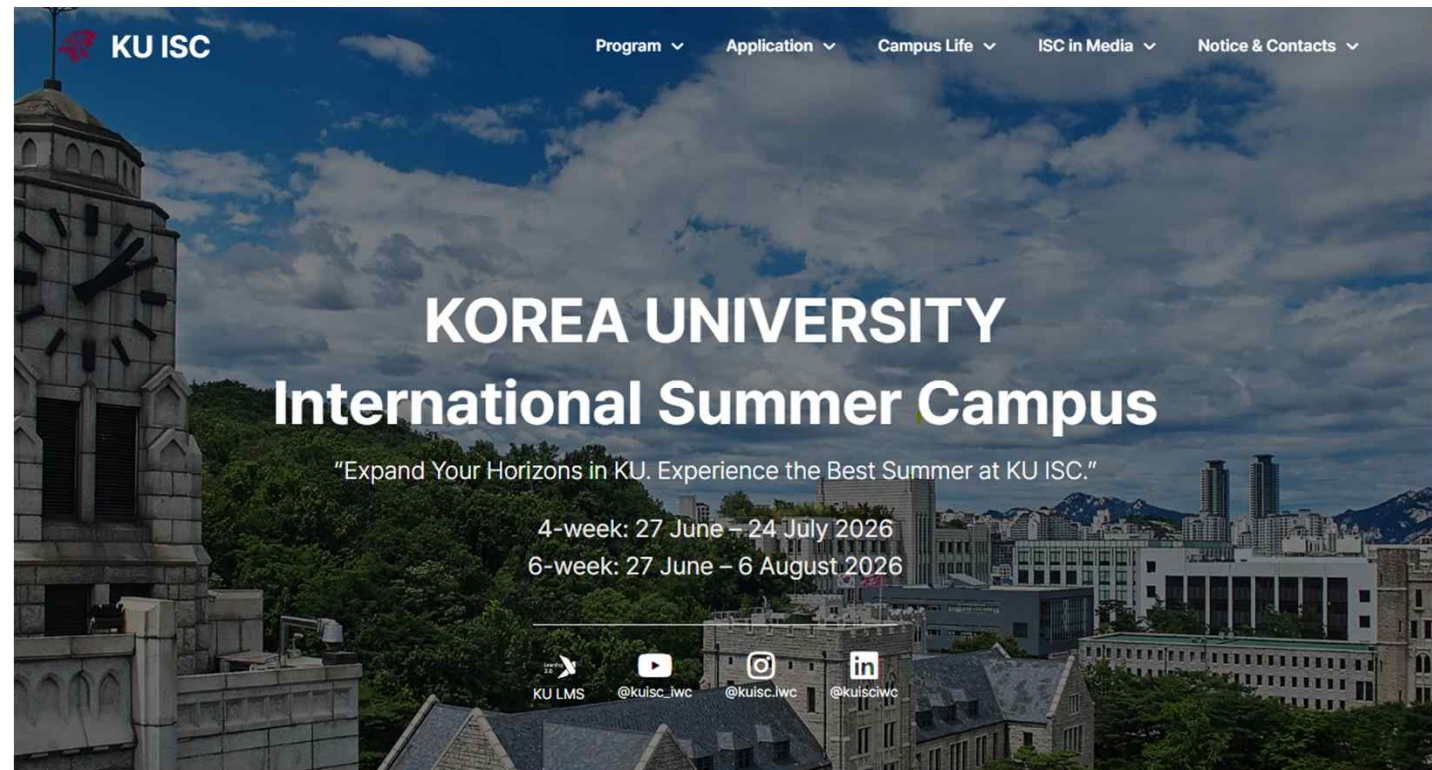 KU ISC
Program
Application
Campus Life
ISC in Media
Notice & Contacts
KOREA UNIVERSITY
International Summer Campus
“Expand Your Horizons in KU. Experience the Best Summer at KU ISC.”
4-week: 27 June – 24 July 2026
6-week: 27 June – 6 August 2026
KU LMS
@kuisc_iwc
@kuisc.iwc
@kuisciwc